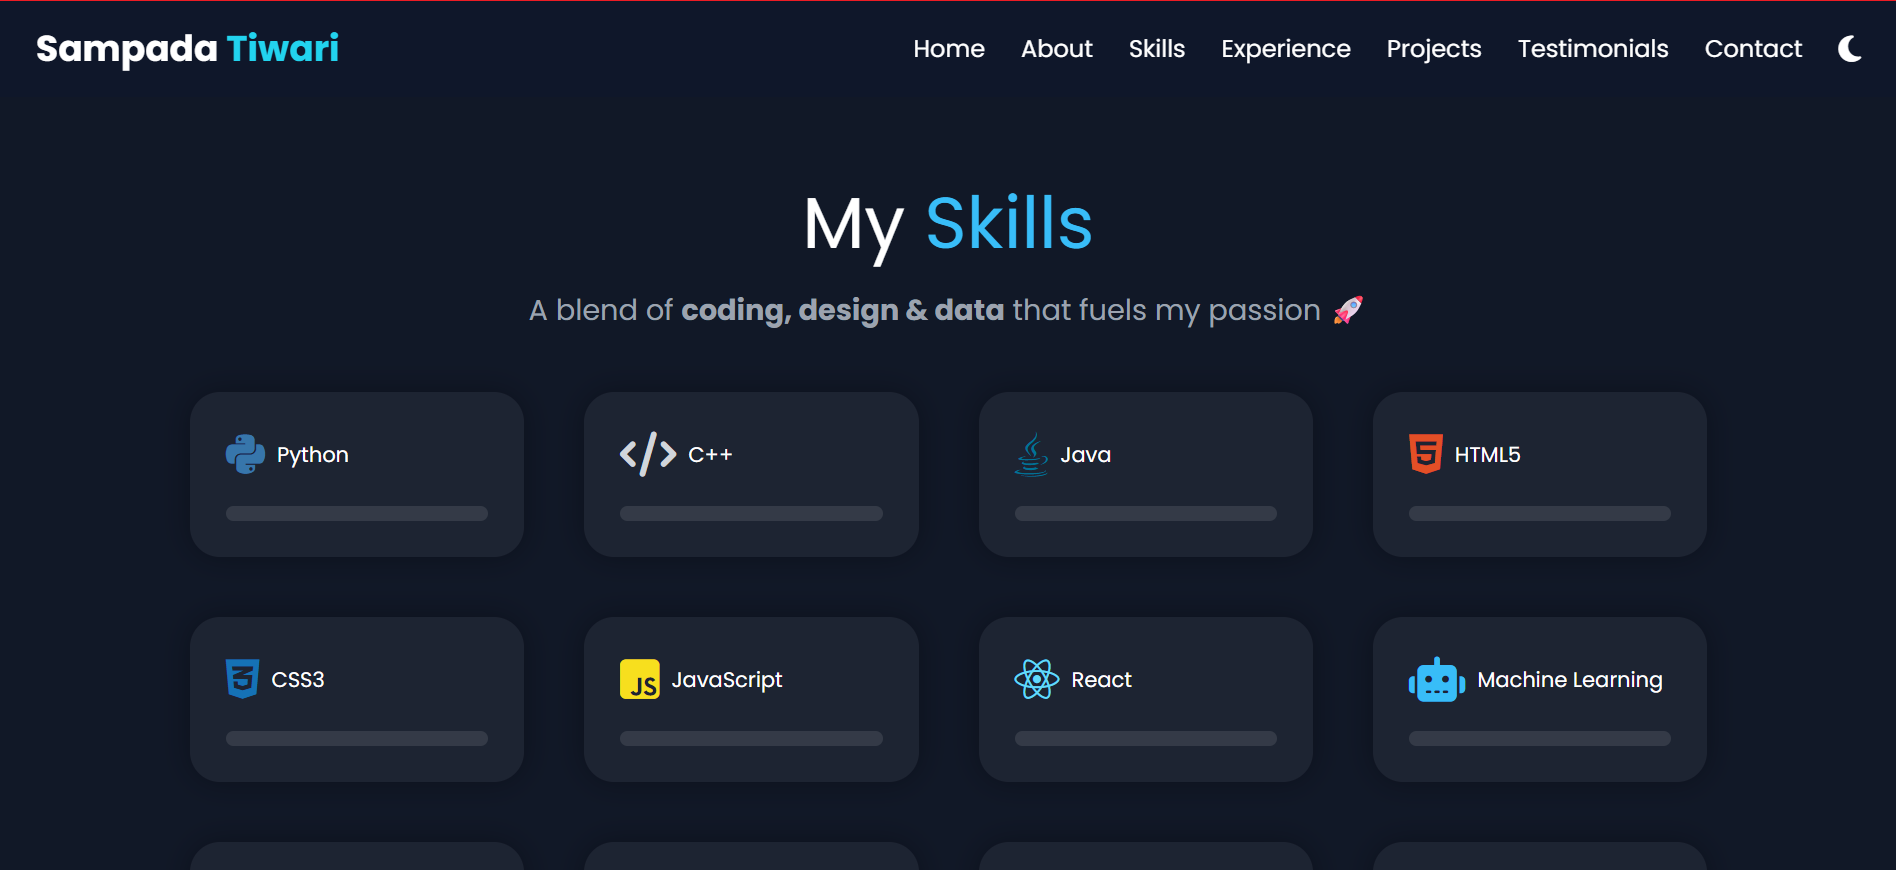 Sampada Tiwari
Home About Skills Experience Projects Testimonials Contact
My Skills
A blend of coding, design & data that fuels my passion 🚀
Python
C++
Java
HTML5
CSS3
JS JavaScript
React
Machine Learning